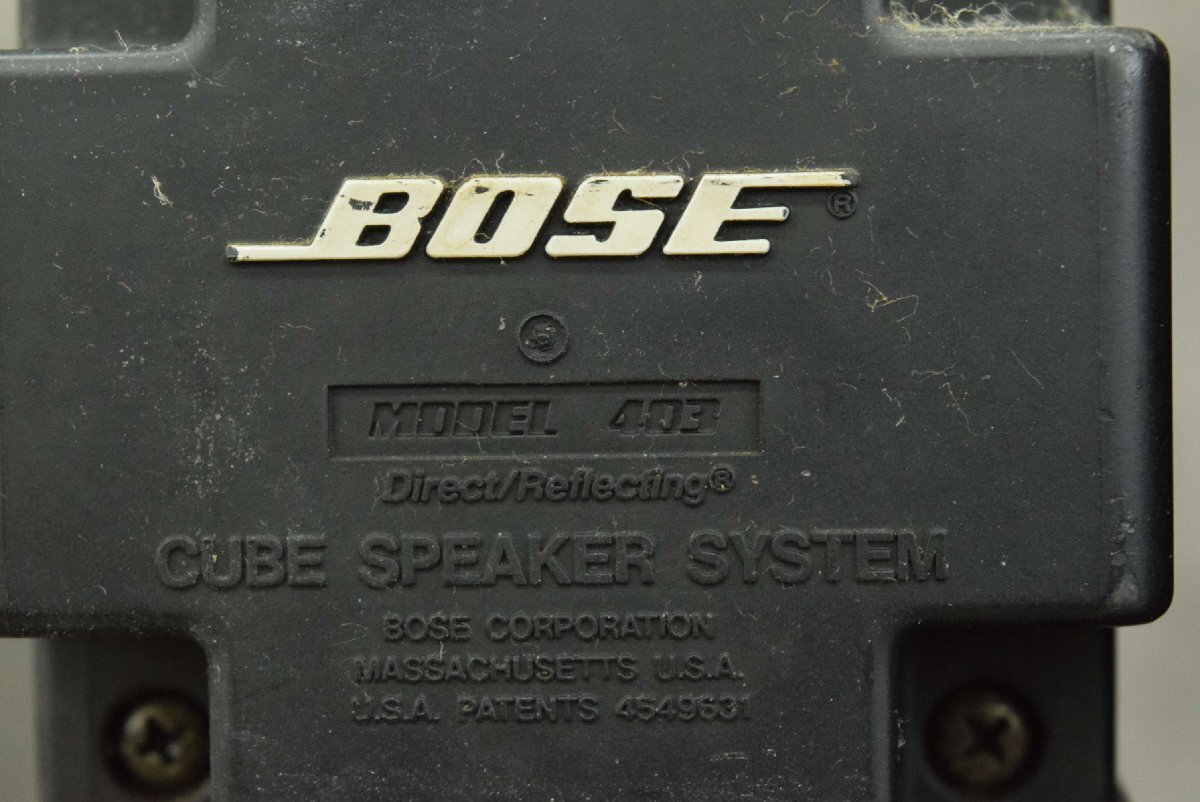 BOSE®
MODEL 403
Direct/Reflecting®
CUBE SPEAKER SYSTEM
BOSE CORPORATION
MASSACHUSETTS U.S.A.
U.S.A. PATENTS 4549631